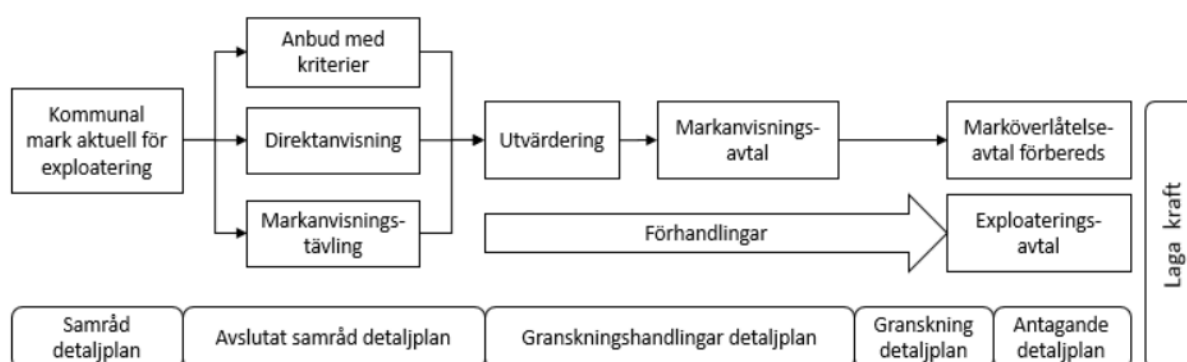 Kommunal
mark aktuell för
exploatering
Anbud med
kriterier
Direktanvisning
Markanvisnings-
tävling
Utvärdering
Markanvisnings-
avtal
Marköverlåtelse-
avtal förbereds
Förhandlingar
Exploaterings-
avtal
Laga kraft
Samråd
detaljplan
Avslutat samråd detaljplan
Granskningshandlingar detaljplan
Granskning
detaljplan
Antagande
detaljplan